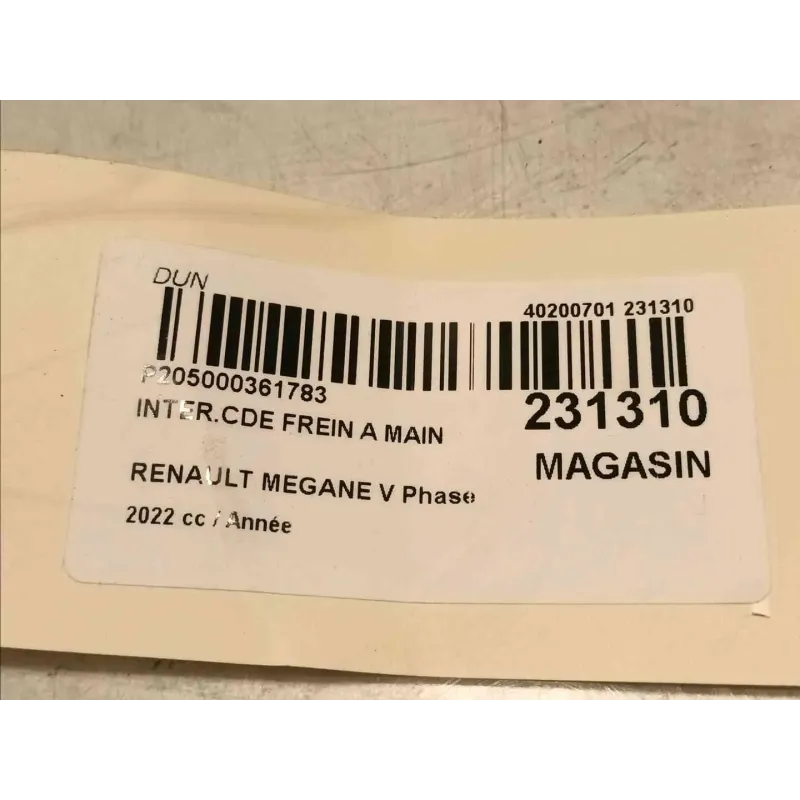 DUN
40200701 231310
P205000361783
231310
INTER.CDE FREIN A MAIN
MAGASIN
RENAULT MEGANE V Phase
2022 cc / Année